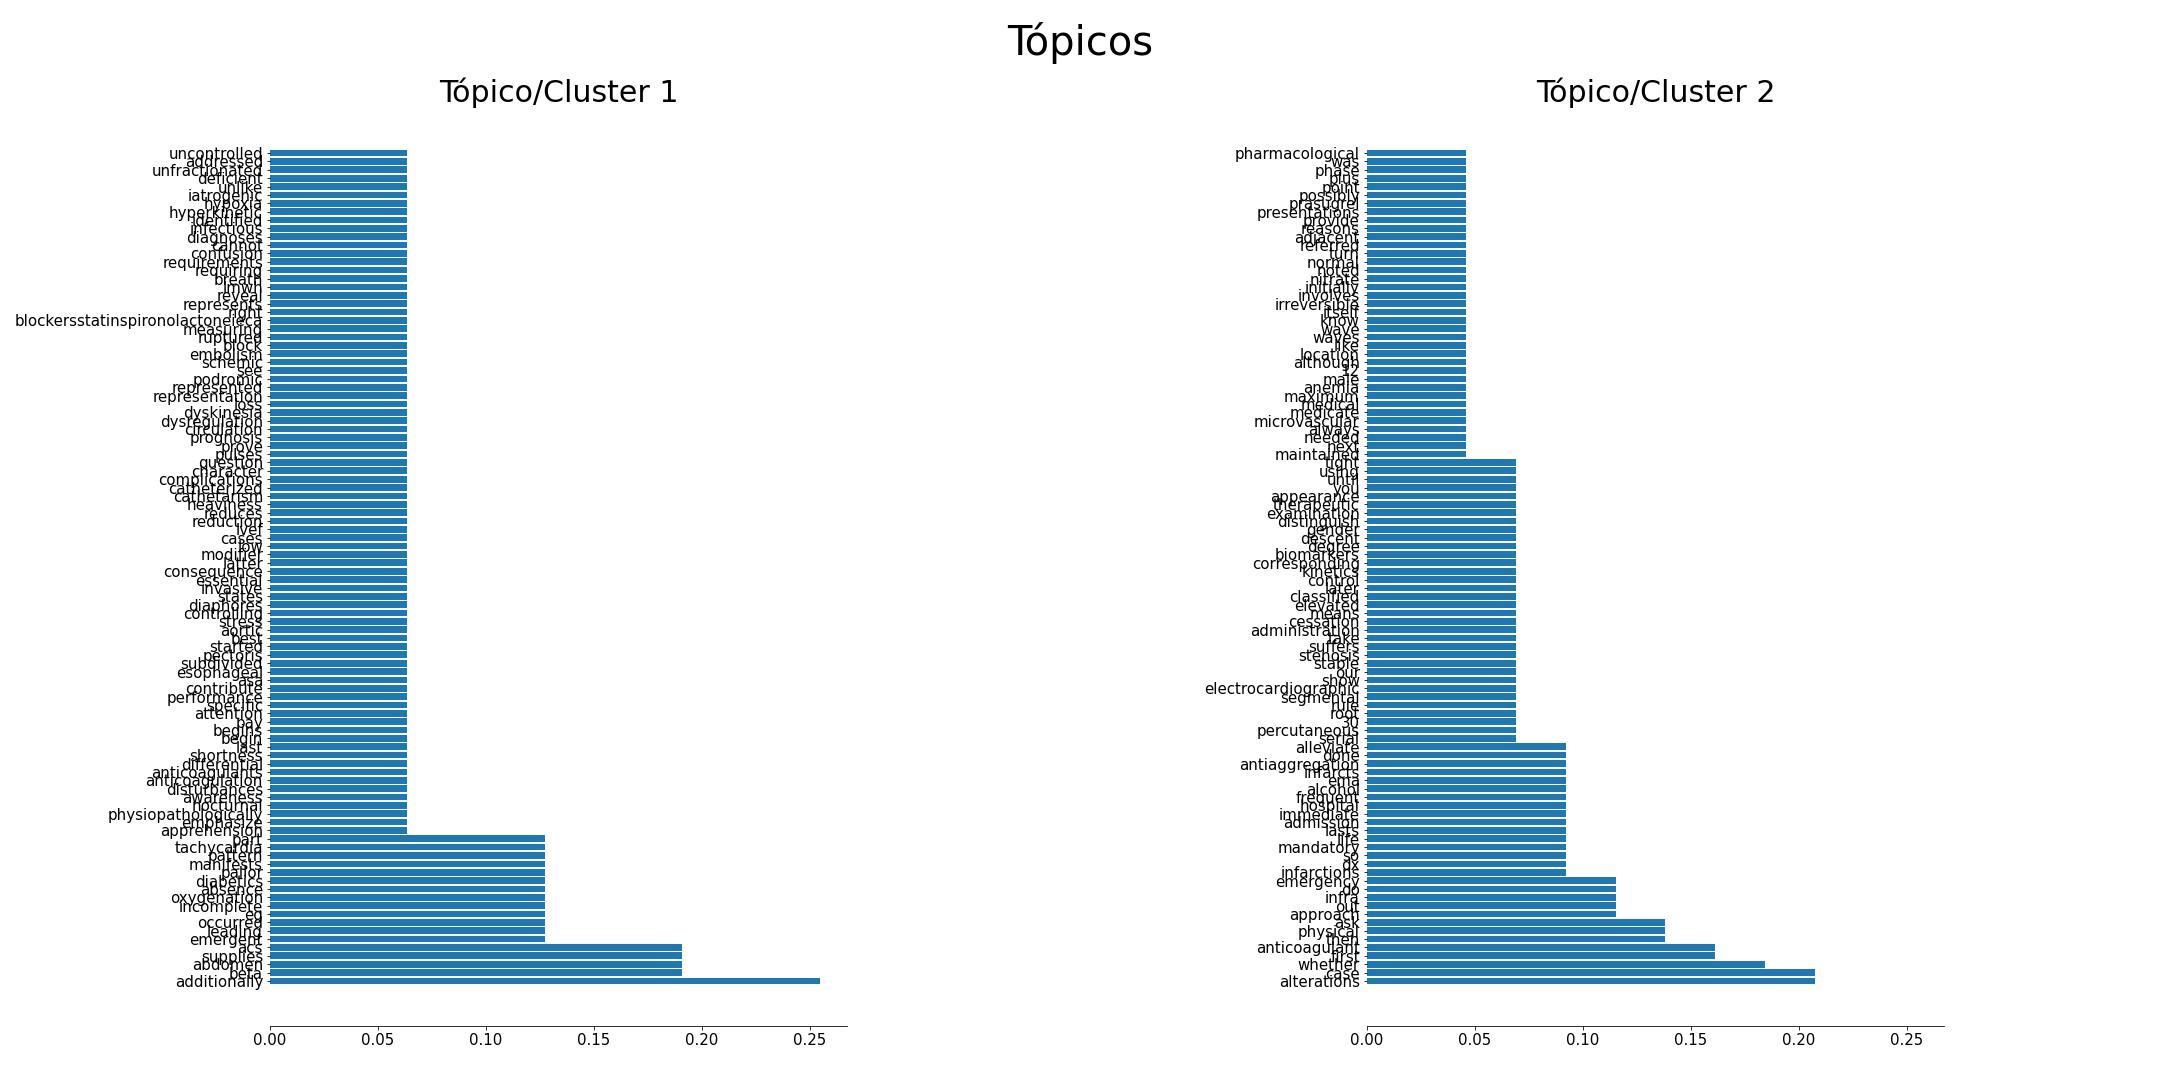 Tópicos
Tópico/Cluster 1
uncontrolled
addressed
unfractionated
deficient
unlike
iatrogenic
hypoxia
hyperkinetic
identified
infectious
diagnoses
cannot
confusion
requirements
requiring
breath
lmwh
reveal
represents
right
blockersstatinspironolactoneieca
measuring
ruptured
block
embolism
schemic
see
podromic
represented
representation
loss
dyskinesia
dysregulation
circulation
prognosis
prove
pulses
question
character
complications
catheterized
cathetarism
heaviness
reduces
reduction
lvef
cases
low
modifier
latter
consequence
essential
invasive
states
diaphores
controlling
stress
aortic
best
started
pectoris
subdivided
esophageal
asa
contribute
performance
specific
attention
pay
begins
begin
last
shortness
differential
anticoagulants
anticoagulation
disturbances
awareness
nocturnal
physiopathologically
emphasize
apprehension
part
tachycardia
pattern
manifests
pallor
diabetics
absence
oxygenation
incomplete
eg
occurred
leading
emergent
acs
supplies
abdomen
beta
additionally
0.00 0.05 0.10 0.15 0.20 0.25
Tópico/Cluster 2
pharmacological
was
phase
plus
point
possibly
prasugrel
presentations
provide
reasons
adjacent
referred
turn
normal
noted
nitrate
initially
involves
irreversible
itself
know
wave
waves
like
location
although
12
male
anemia
maximum
medical
medicate
microvascular
always
needed
next
maintained
tight
using
until
you
appearance
therapeutic
examination
distinguish
gender
descent
degree
biomarkers
corresponding
kinetics
control
later
classified
elevated
means
cessation
administration
take
suffers
stenosis
stable
our
show
electrocardiographic
segmental
rule
root
30
percutaneous
serial
alleviate
done
antiaggregation
infarcts
ema
alcohol
frequent
hospital
immediate
admission
lasts
life
mandatory
so
dx
infarctions
emergency
do
infra
out
approach
ask
physical
then
anticoagulant
first
whether
case
alterations
0.00 0.05 0.10 0.15 0.20 0.25